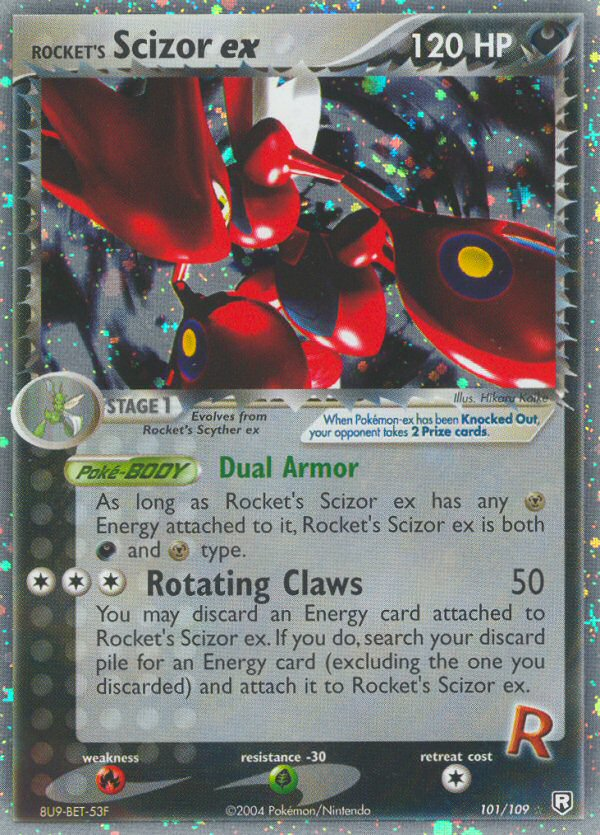 ROCKET'S Scizor ex 120 HP
Illus. Hikaru Koike
STAGE 1
Evolves from
Rocket's Scyther ex
When Pokémon-ex has been Knocked Out,
your opponent takes 2 Prize cards.
Poké-BODY Dual Armor
As long as Rocket's Scizor ex has any
Energy attached to it, Rocket's Scizor ex is both
and type.
Rotating Claws 50
You may discard an Energy card attached to
Rocket's Scizor ex. If you do, search your discard
pile for an Energy card (excluding the one you
discarded) and attach it to Rocket's Scizor ex.
R
weakness resistance -30 retreat cost
8U9-BET-53F ©2004 Pokémon/Nintendo 101/109 R